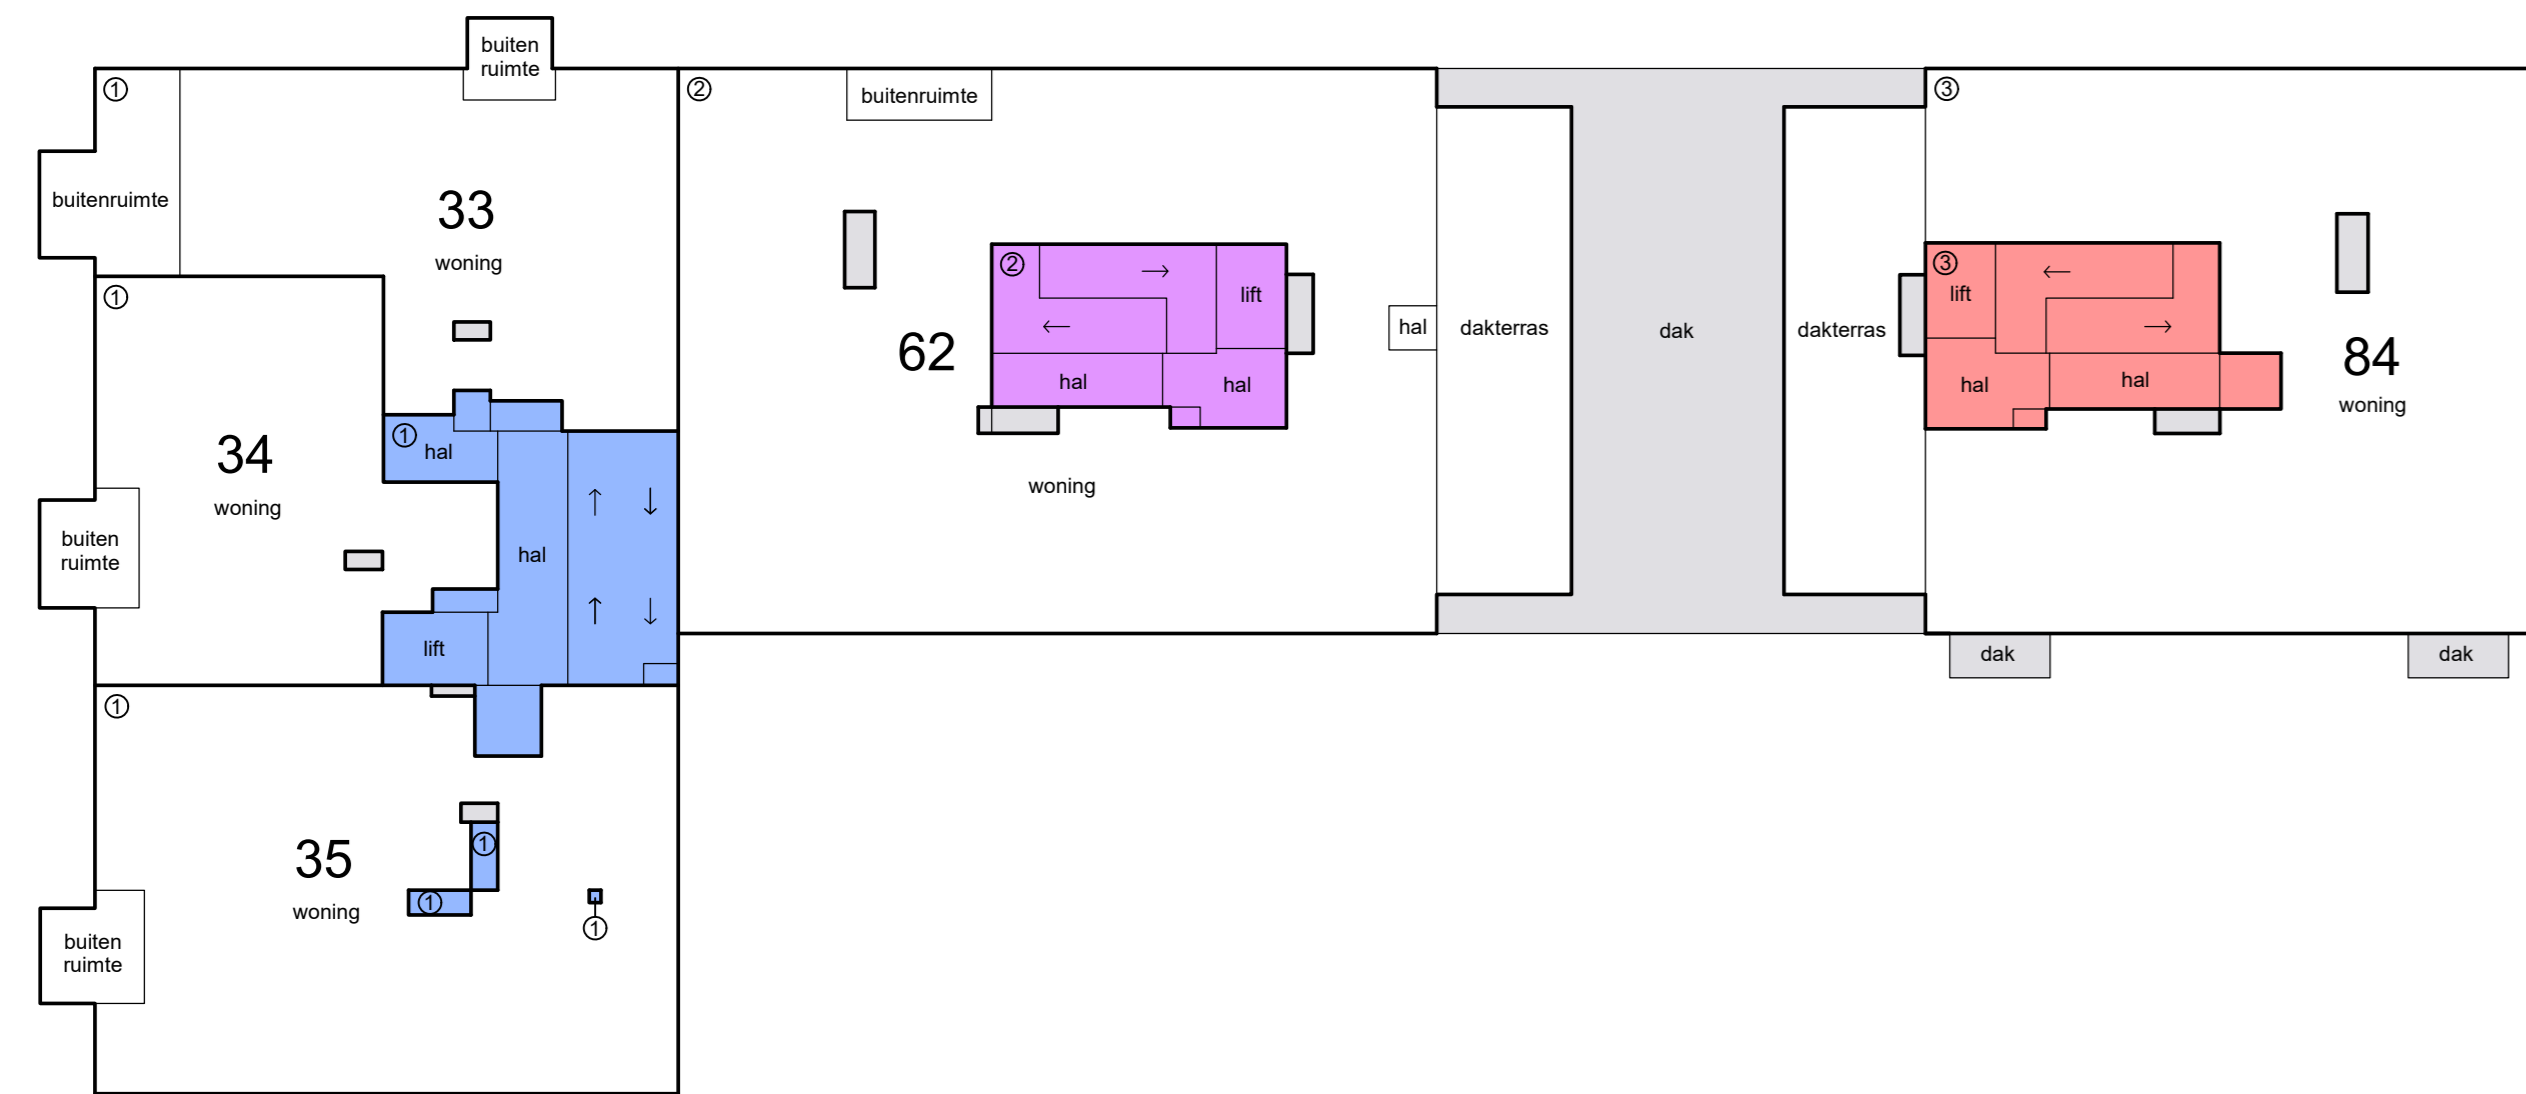 buiten
ruimte
①
buitenruimte
33
woning
①
34
woning
buiten
ruimte
①
hal
hal
lift
①
35
woning
buiten
ruimte
①
①
①
②
buitenruimte
62
woning
②
→
←
lift
hal
hal
hal
dakterras
dak
dakterras
③
③
lift
←
→
hal
hal
84
woning
dak
dak
↑
↓
↑
↓